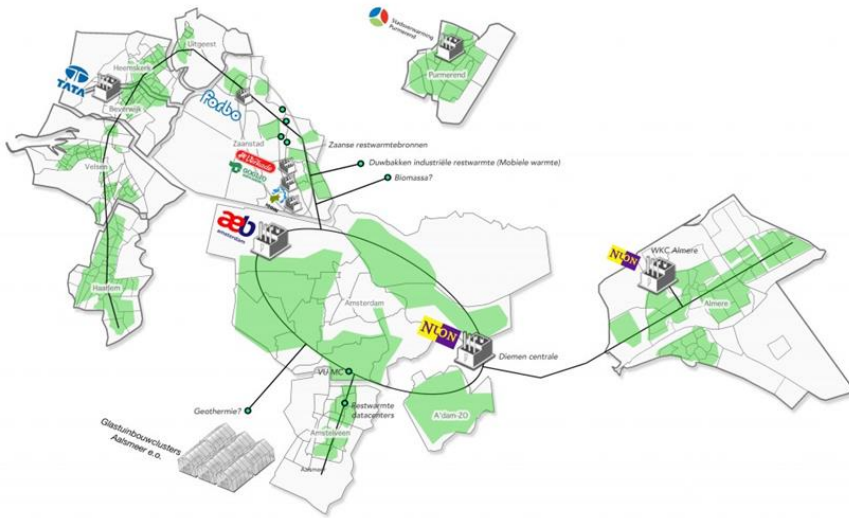 Stadsverwarming
Purmerend
Purmerend
Uitgeest
Heemskerk
TATA
Beverwijk
forbo
Zaanstad
Zaanse restwarmtebronnen
Verkade
Duwbakken industriële restwarmte (Mobiele warmte)
Biomassa?
Velsen
aeb
amsterdam
Haarlem
Amsterdam
NUON
WKC Almere
Almere
NUON
Diemen centrale
VU MC
Geothermie?
Restwarmte
datacenters
A'dam-ZO
Amstelveen
Glastuinbouwclusters
Aalsmeer e.o.
Aalsmeer